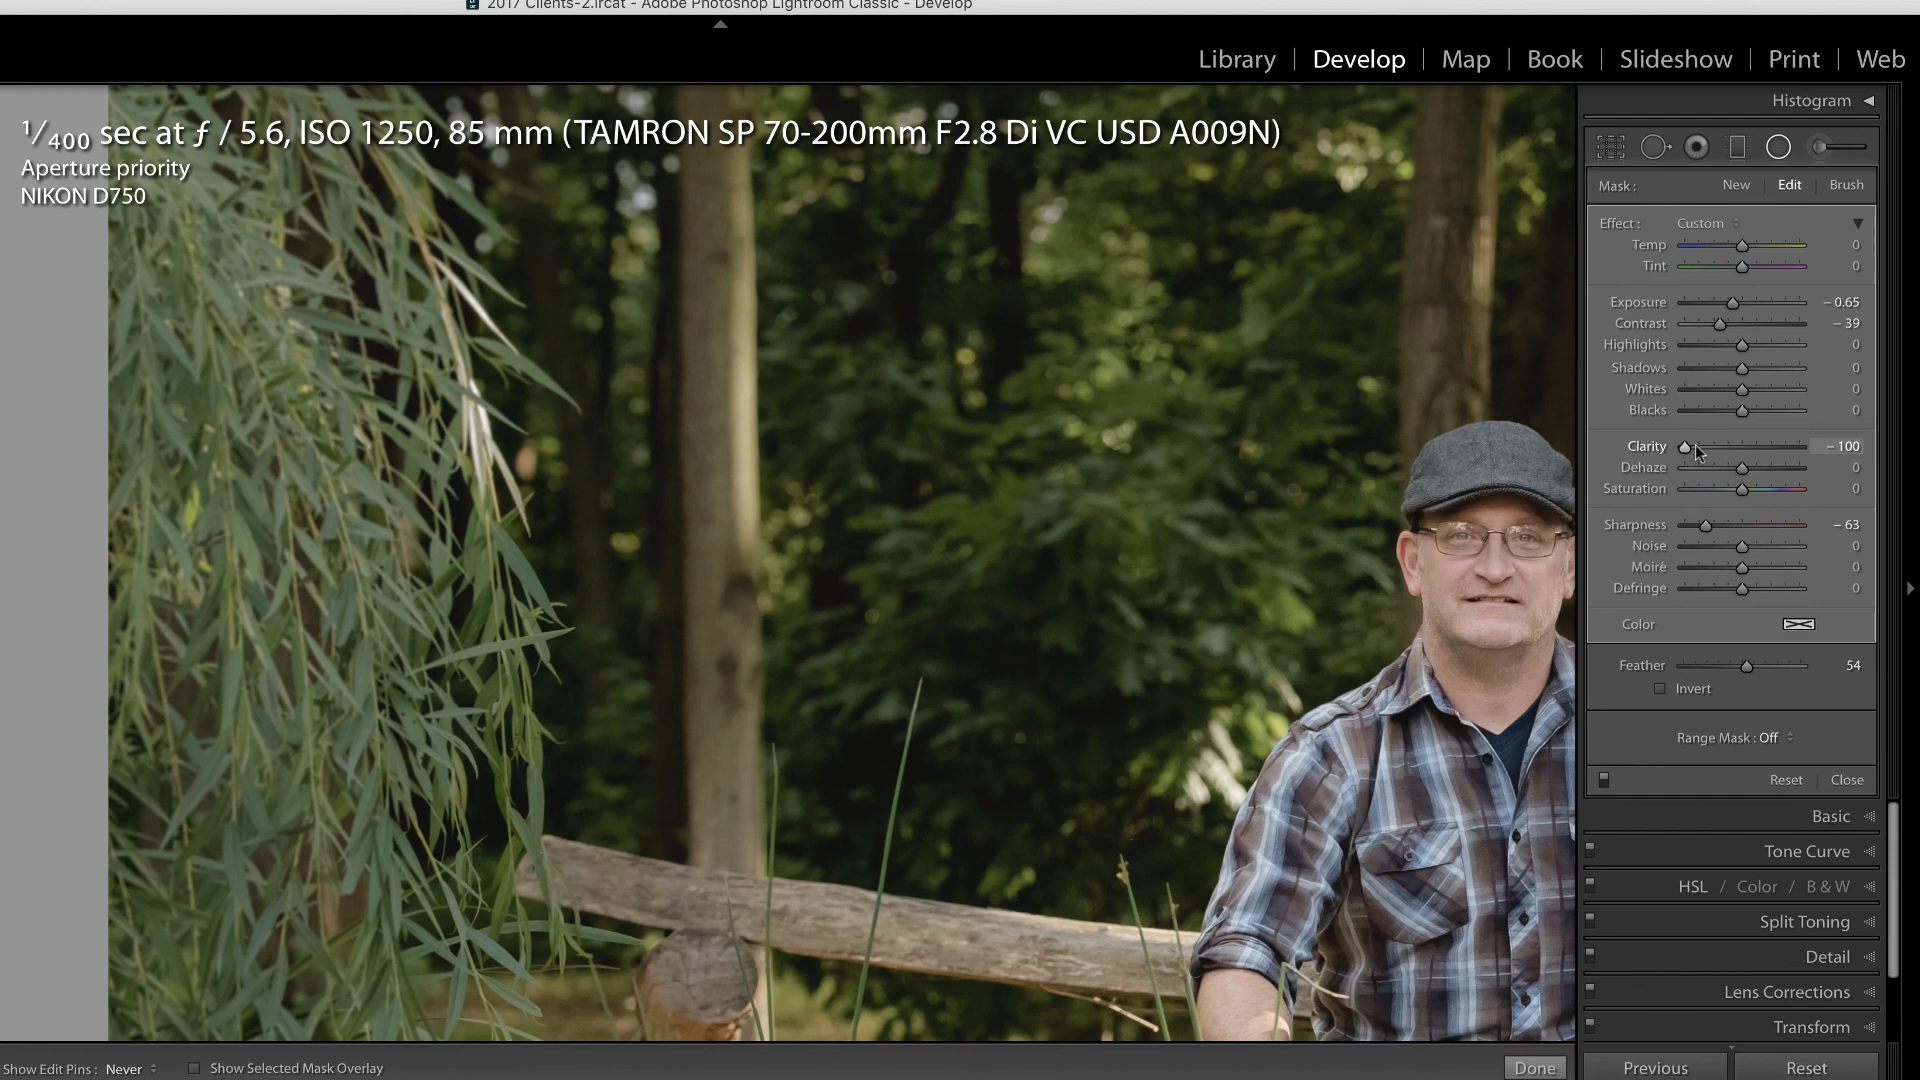 2017 Clients-2.lrcat - Adobe Photoshop Lightroom Classic - Develop
Library | Develop | Map | Book | Slideshow | Print | Web
1/400 sec at ƒ / 5.6, ISO 1250, 85 mm (TAMRON SP 70-200mm F2.8 Di VC USD A009N)
Aperture priority
NIKON D750
Histogram
Mask : New | Edit | Brush
Effect : Custom
Temp 0
Tint 0
Exposure – 0.65
Contrast – 39
Highlights 0
Shadows 0
Whites 0
Blacks 0
Clarity – 100
Dehaze 0
Saturation 0
Sharpness – 63
Noise 0
Moiré 0
Defringe 0
Color
Feather 54
Invert
Range Mask : Off
Reset | Close
Basic
Tone Curve
HSL / Color / B & W
Split Toning
Detail
Lens Corrections
Transform
Show Edit Pins : Never Show Selected Mask Overlay Done Previous Reset